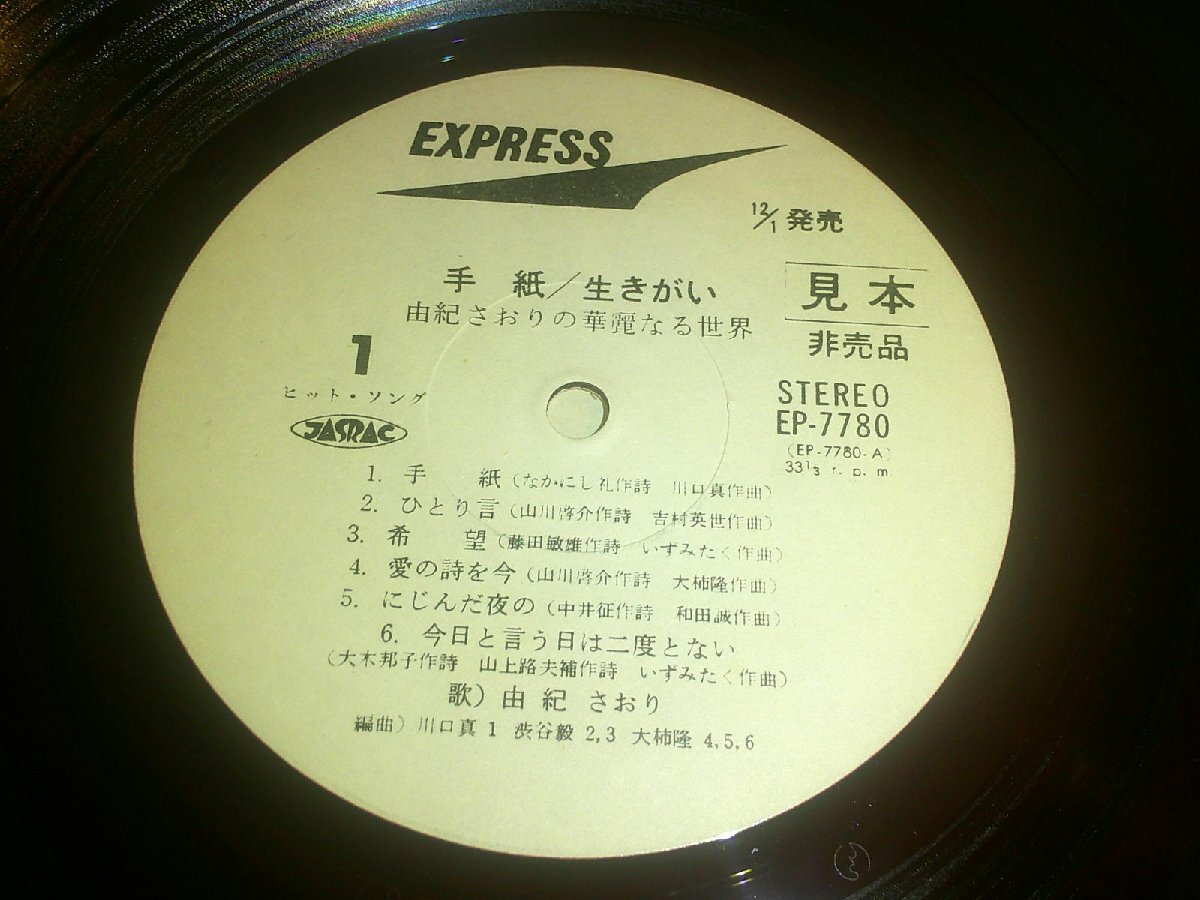 EXPRESS
12/1 発売
手 紙/生きがい
由紀さおりの華麗なる世界
見本
非売品
1
ヒット・ソング
JASRAC
STEREO
EP-7780
(EP-7780-A)
33 1/3 r. p. m.
1. 手 紙 (なかにし礼作詩 川口真作曲)
2. ひとり言 (山川啓介作詩 吉村英世作曲)
3. 希 望 (藤田敏雄作詩 いずみたく作曲)
4. 愛の詩を今 (山川啓介作詩 大柿隆作曲)
5. にじんだ夜の (中井征作詩 和田誠作曲)
6. 今日と言う日は二度とない
(大木邦子作詩 山上路夫補作詩 いずみたく作曲)
歌) 由紀 さおり
編曲) 川口真 1 渋谷毅 2,3 大柿隆 4,5,6